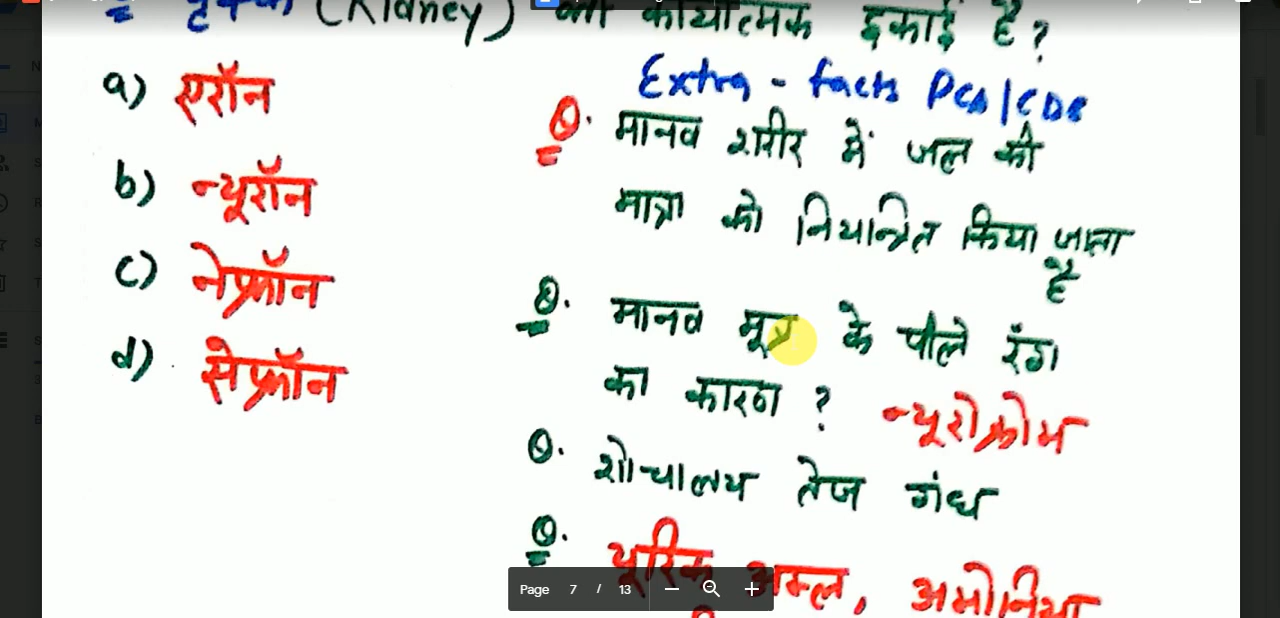 वृक्क (Kidney) की कार्यात्मक इकाई है?
a) एरॉन
b) न्यूरॉन
c) नेफ्रॉन
d) सेफ्रॉन
Extra - facts PCS/CDS
Q. मानव शरीर में जल की
मात्रा को नियन्त्रित किया जाता
है
Q. मानव मूत्र के पीले रंग
का कारण ? न्यूरोक्रोम
Q. शोचालय तेज गंध
Q. यूरिक अम्ल, अमोनिया
Page 7 / 13